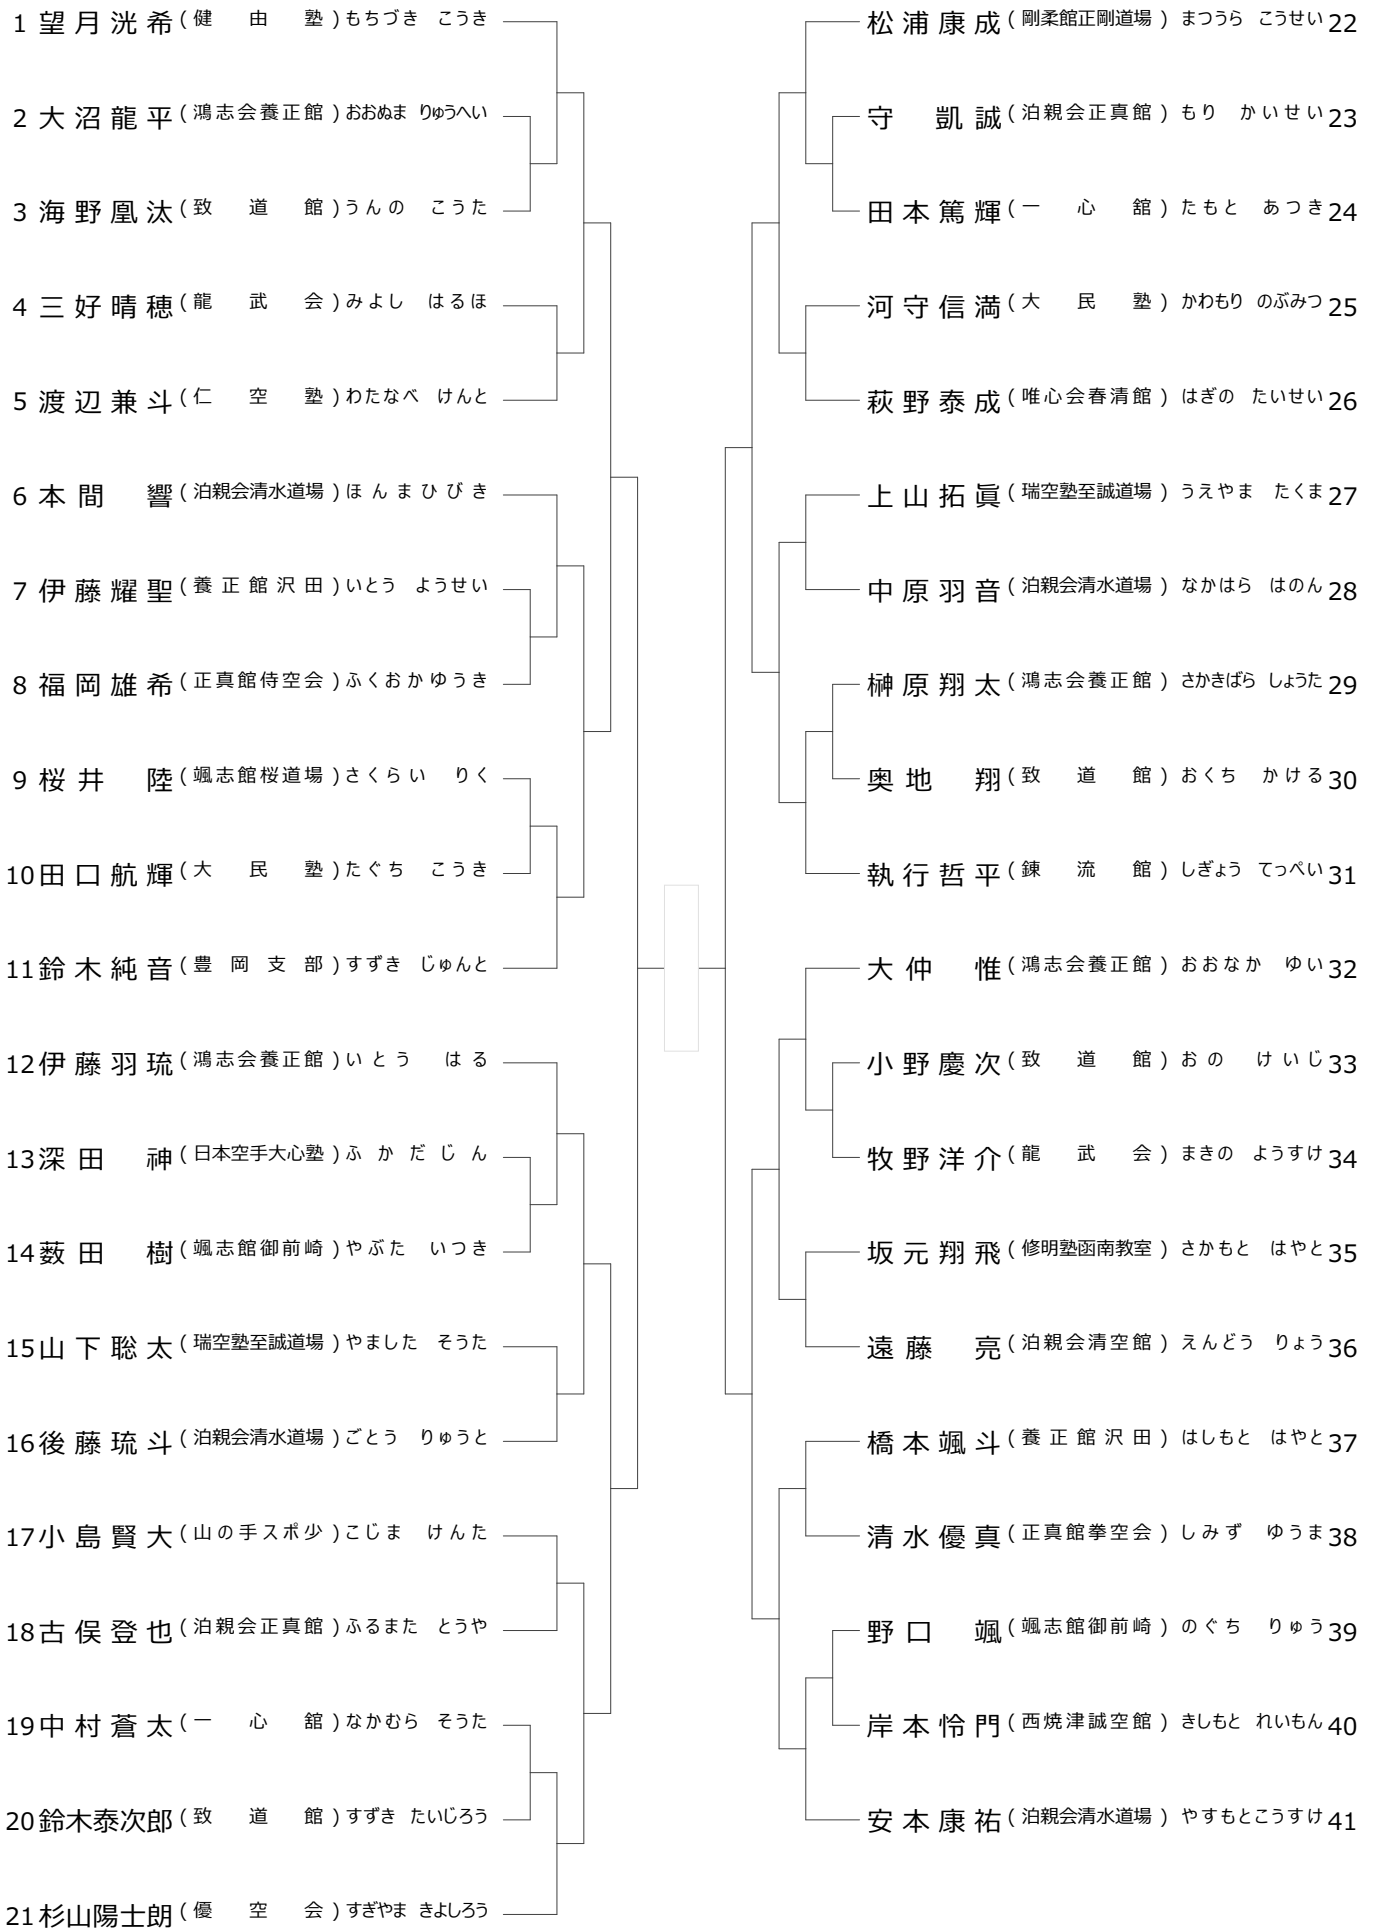 1 望月洸希 (健由塾) もちづき こうき
2 大沼龍平 (鴻志会養正館) おおぬま りゅうへい
3 海野凰汰 (致道館) うんの こうた
4 三好晴穂 (龍武会) みよし はるほ
5 渡辺兼斗 (仁空塾) わたなべ けんと
6 本間 響 (泊親会清水道場) ほんまひびき
7 伊藤耀聖 (養正館沢田) いとう ようせい
8 福岡雄希 (正真館侍空会) ふくおかゆうき
9 桜井 陸 (颯志館桜道場) さくらい りく
10 田口航輝 (大民塾) たぐち こうき
11 鈴木純音 (豊岡支部) すずき じゅんと
12 伊藤羽琉 (鴻志会養正館) いとう はる
13 深田 神 (日本空手大心塾) ふかだじん
14 薮田 樹 (颯志館御前崎) やぶた いつき
15 山下聡太 (瑞空塾至誠道場) やました そうた
16 後藤琉斗 (泊親会清水道場) ごとう りゅうと
17 小島賢大 (山の手スポ少) こじま けんた
18 古俣登也 (泊親会正真館) ふるまた とうや
19 中村蒼太 (一心舘) なかむら そうた
20 鈴木泰次郎 (致道館) すずき たいじろう
21 杉山陽士朗 (優空会) すぎやま きよしろう
松浦康成 (剛柔館正剛道場) まつうら こうせい 22
守 凱誠 (泊親会正真館) もり かいせい 23
田本篤輝 (一心舘) たもと あつき 24
河守信満 (大民塾) かわもり のぶみつ 25
萩野泰成 (唯心会春清館) はぎの たいせい 26
上山拓眞 (瑞空塾至誠道場) うえやま たくま 27
中原羽音 (泊親会清水道場) なかはら はのん 28
榊原翔太 (鴻志会養正館) さかきばら しょうた 29
奥地 翔 (致道館) おくち かける 30
執行哲平 (錬流館) しぎょう てっぺい 31
大仲 惟 (鴻志会養正館) おおなか ゆい 32
小野慶次 (致道館) おの けいじ 33
牧野洋介 (龍武会) まきの ようすけ 34
坂元翔飛 (修明塾函南教室) さかもと はやと 35
遠藤 亮 (泊親会清空館) えんどう りょう 36
橋本颯斗 (養正館沢田) はしもと はやと 37
清水優真 (正真館拳空会) しみず ゆうま 38
野口 颯 (颯志館御前崎) のぐち りゅう 39
岸本怜門 (西焼津誠空館) きしもと れいもん 40
安本康祐 (泊親会清水道場) やすもとこうすけ 41